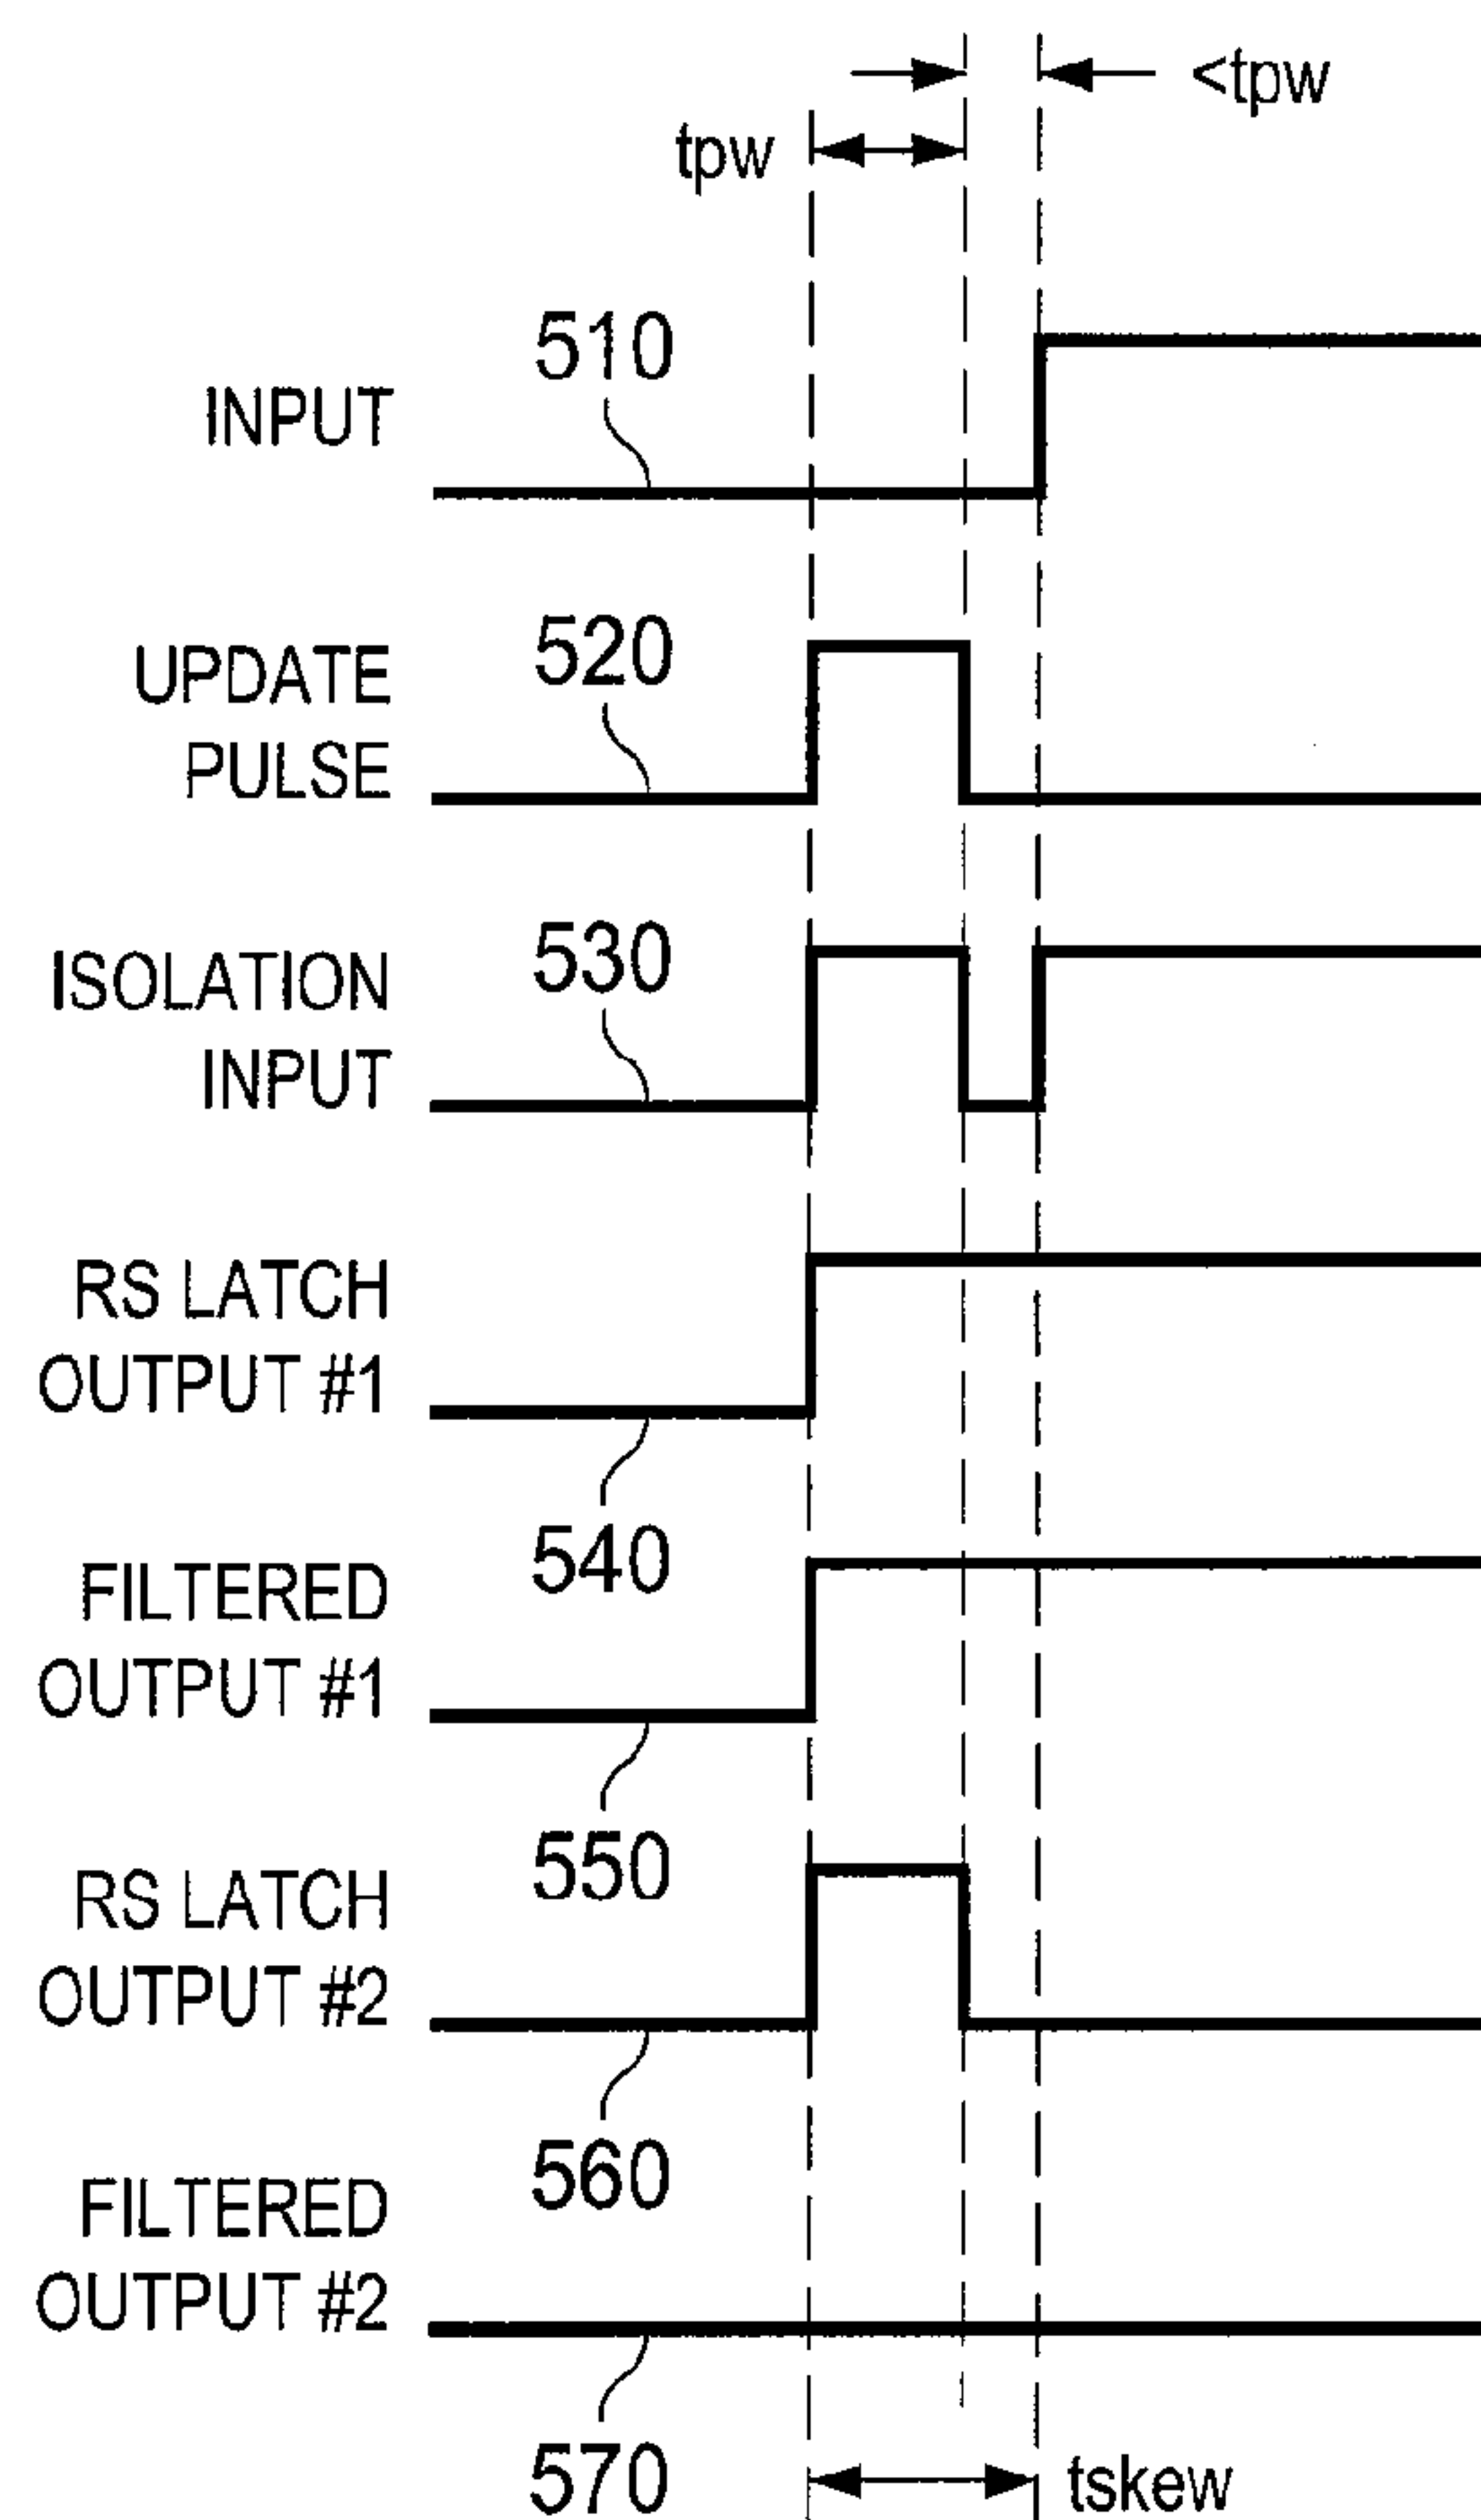 <tpw
tpw
510
INPUT
520
UPDATE
PULSE
530
ISOLATION
INPUT
RS LATCH
OUTPUT #1
540
FILTERED
OUTPUT #1
550
RS LATCH
OUTPUT #2
560
FILTERED
OUTPUT #2
570
tskew